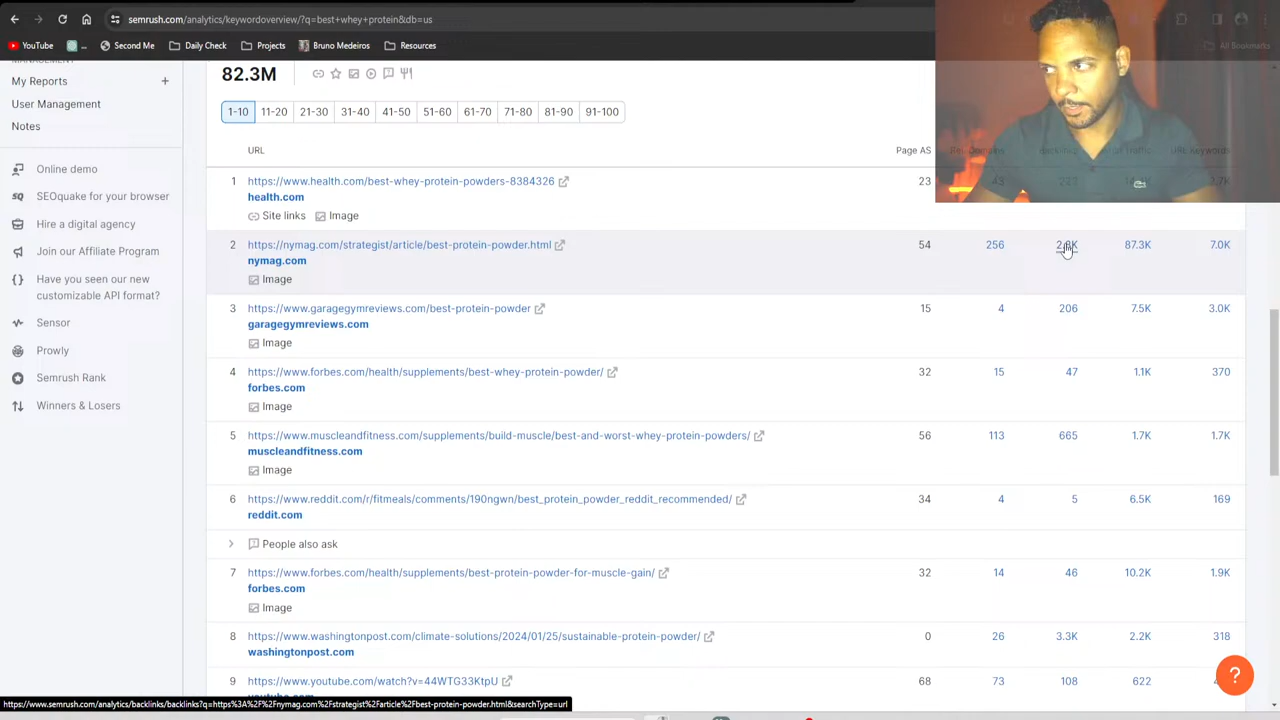 semrush.com/analytics/keywordoverview/?q=best+whey+protein&db=us
YouTube
...
Second Me
Daily Check
Projects
Bruno Medeiros
Resources
All Bookmarks
MANAGEMENT
My Reports +
User Management
Notes
Online demo
SEOquake for your browser
Hire a digital agency
Join our Affiliate Program
Have you seen our new
customizable API format?
Sensor
Prowly
Semrush Rank
Winners & Losers
82.3M
1-10 11-20 21-30 31-40 41-50 51-60 61-70 71-80 81-90 91-100
URL Page AS Backlinks URL Keywords
1 https://www.health.com/best-whey-protein-powders-8384326 23
health.com
Site links Image
2 https://nymag.com/strategist/article/best-protein-powder.html 54 256 87.3K 7.0K
nymag.com
Image
3 https://www.garagegymreviews.com/best-protein-powder 15 4 206 7.5K 3.0K
garagegymreviews.com
Image
4 https://www.forbes.com/health/supplements/best-whey-protein-powder/ 32 15 47 1.1K 370
forbes.com
Image
5 https://www.muscleandfitness.com/supplements/build-muscle/best-and-worst-whey-protein-powders/ 56 113 665 1.7K 1.7K
muscleandfitness.com
Image
6 https://www.reddit.com/r/fitmeals/comments/190ngwn/best_protein_powder_reddit_recommended/ 34 4 5 6.5K 169
reddit.com
People also ask
7 https://www.forbes.com/health/supplements/best-protein-powder-for-muscle-gain/ 32 14 46 10.2K 1.9K
forbes.com
Image
8 https://www.washingtonpost.com/climate-solutions/2024/01/25/sustainable-protein-powder/ 0 26 3.3K 2.2K 318
washingtonpost.com
9 https://www.youtube.com/watch?v=44WTG33KtpU 68 73 108 622
youtube.com
?
https://www.semrush.com/analytics/backlinks/backlinks?q=https%3A%2F%2Fnymag.com%2Fstrategist%2Farticle%2Fbest-protein-powder.html&searchType=url